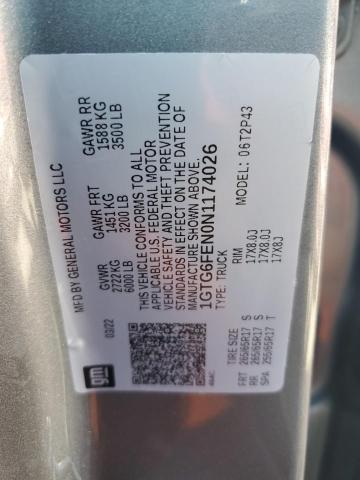 MFD BY GENERAL MOTORS LLC
03/22
GVWR
2722KG
6000 LB
GAWR FRT
1451 KG
3200 LB
GAWR RR
1588 KG
3500 LB
THIS VEHICLE CONFORMS TO ALL
APPLICABLE U.S. FEDERAL MOTOR
VEHICLE SAFETY AND THEFT PREVENTION
STANDARDS IN EFFECT ON THE DATE OF
MANUFACTURE SHOWN ABOVE.
1GTG6FEN0N1174026
TYPE: TRUCK
MODEL: 06 T2P43
gm
TIRE SIZE
RIM
FRT 265/65R17 S 17X8.0J
RR 265/65R17 S 17X8.0J
SPA 255/65R17 T 17X8J